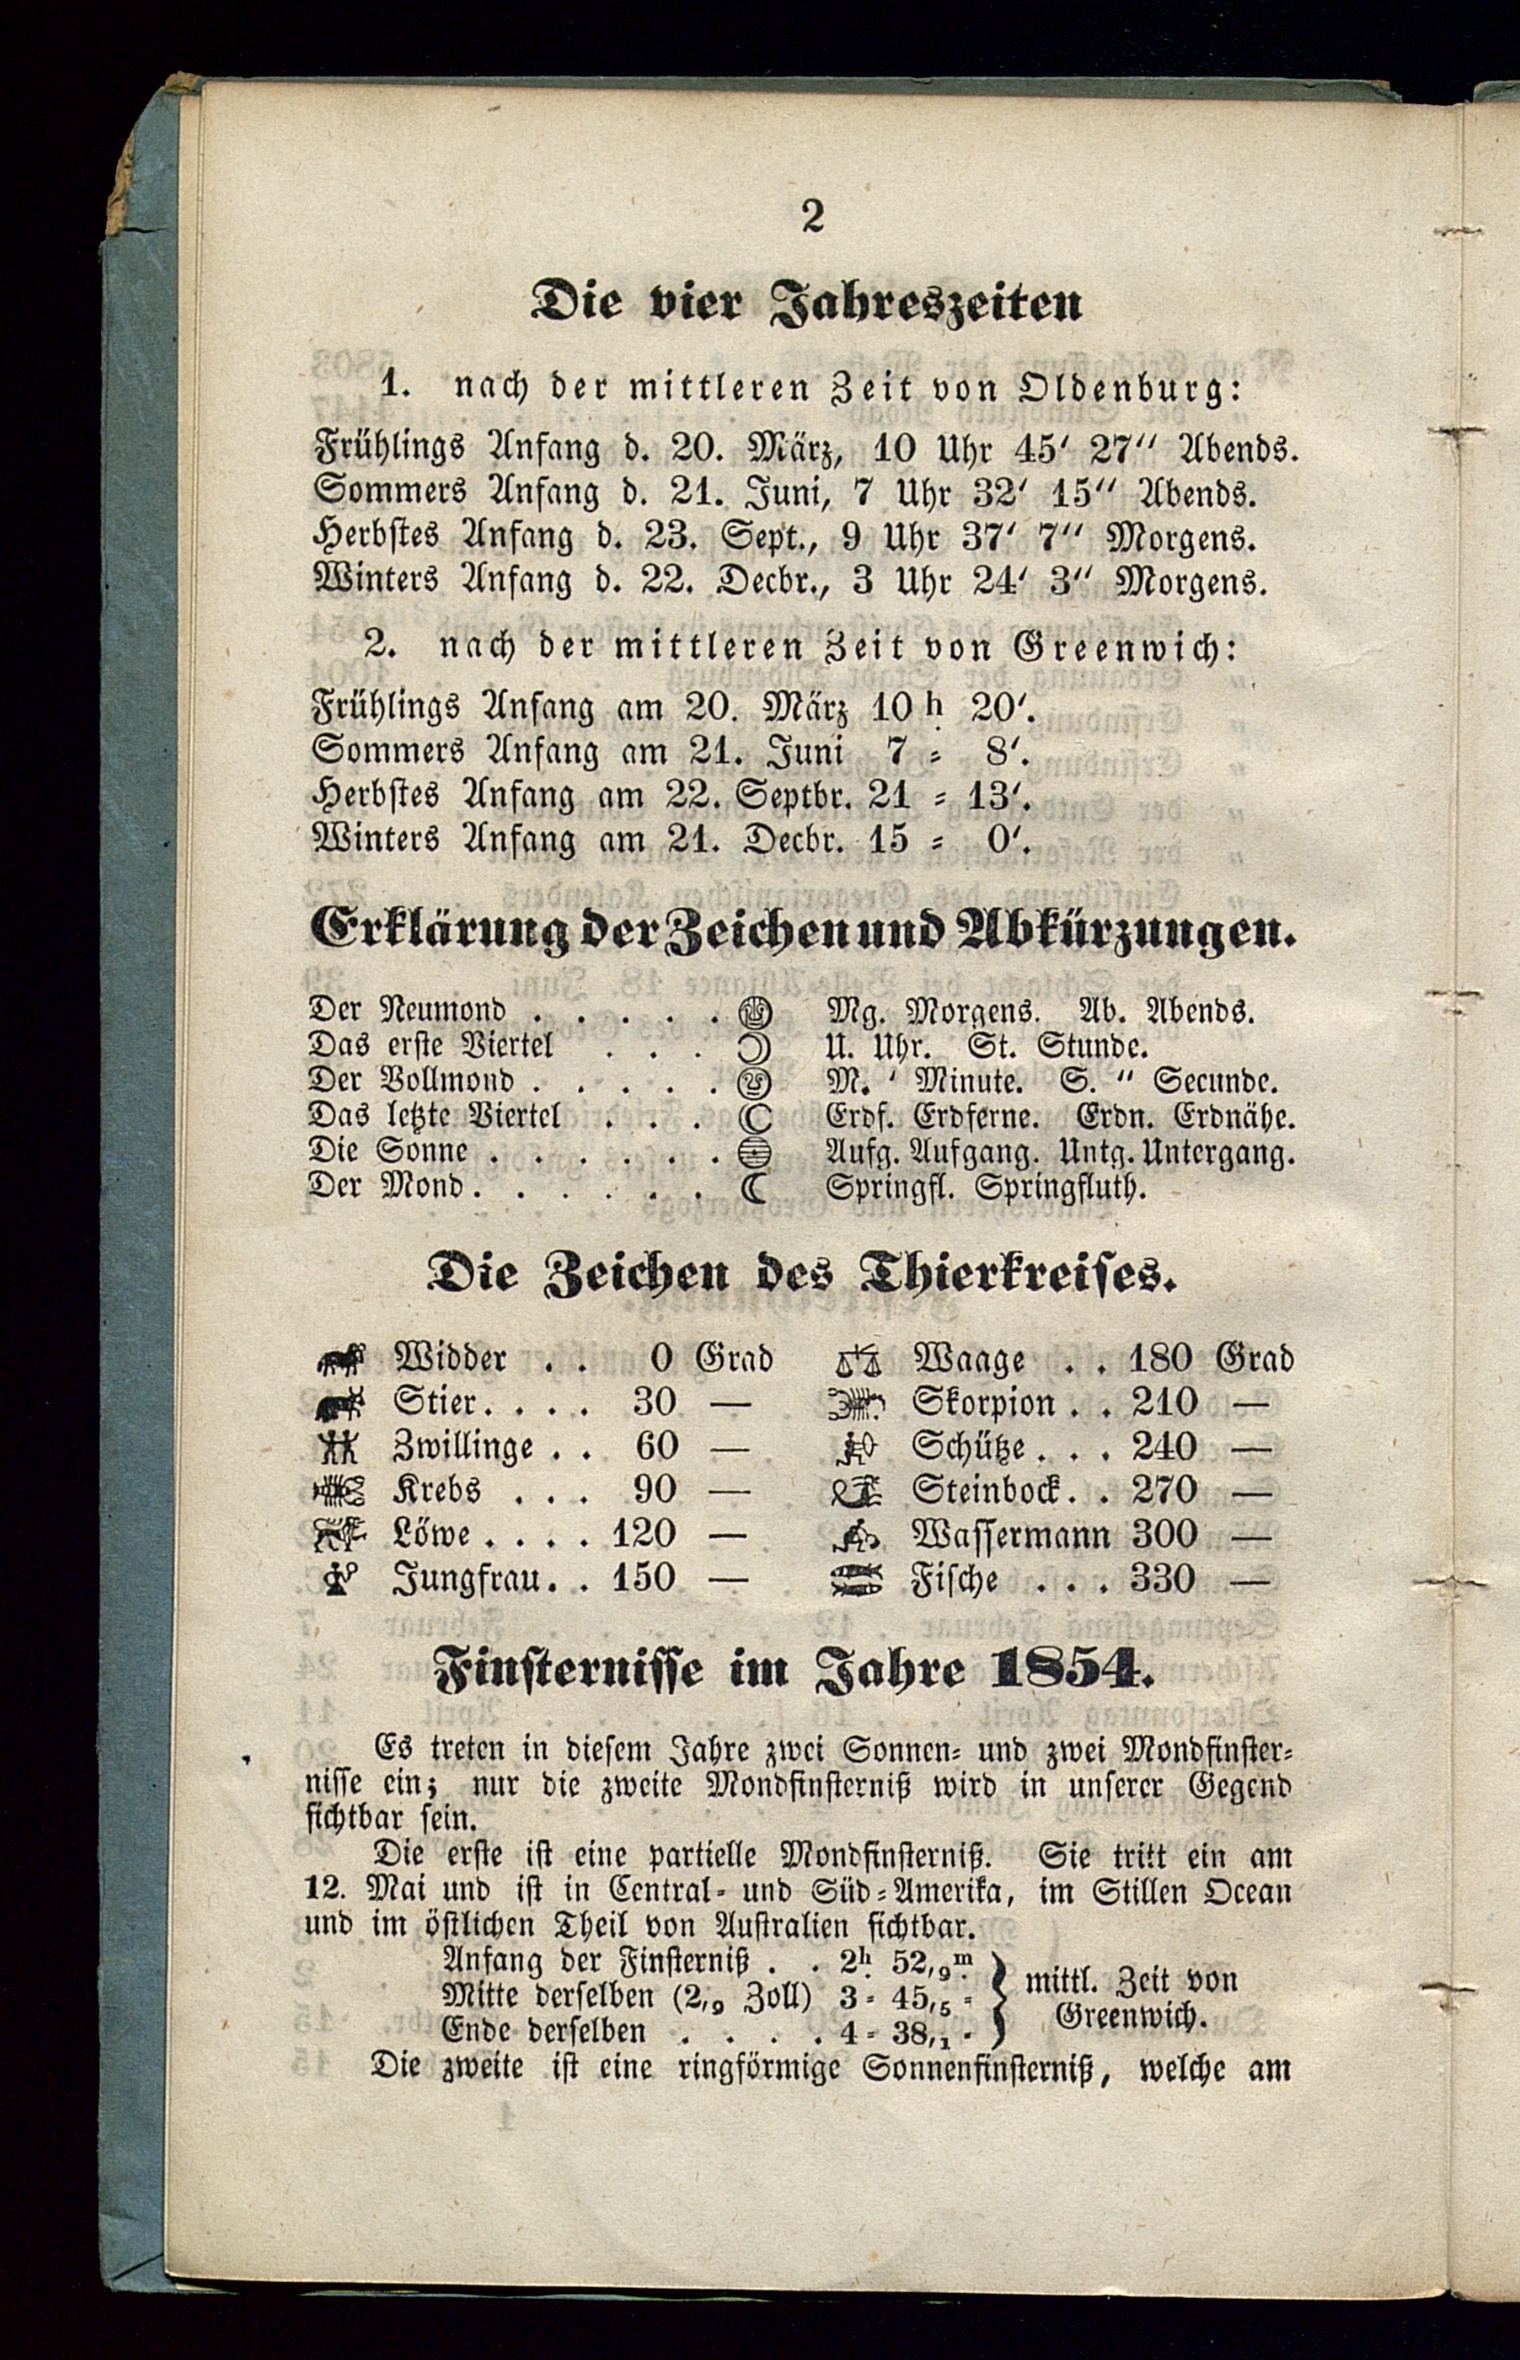 2
Die vier Jahreszeiten
1. nach der mittleren Zeit von Oldenburg:
Frühlings Anfang d. 20. März, 10 Uhr 45′ 27″ Abends.
Sommers Anfang d. 21. Juni, 7 Uhr 32′ 15″ Abends.
Herbstes Anfang d. 23. Sept., 9 Uhr 37′ 7″ Morgens.
Winters Anfang d. 22. Decbr., 3 Uhr 24′ 3″ Morgens.
2. nach der mittleren Zeit von Greenwich:
Frühlings Anfang am 20. März 10 h 20′.
Sommers Anfang am 21. Juni 7 = 8′.
Herbstes Anfang am 22. Septbr. 21 = 13′.
Winters Anfang am 21. Decbr. 15 = 0′.
Erklärung der Zeichen und Abkürzungen.
Der Neumond . . . . . Mg. Morgens. Ab. Abends.
Das erste Viertel . . . ☽ U. Uhr. St. Stunde.
Der Vollmond . . . . . M. ′ Minute. S. ″ Secunde.
Das letzte Viertel . . . ☾ Erdf. Erdferne. Erdn. Erdnähe.
Die Sonne . . . . . . Aufg. Aufgang. Untg. Untergang.
Der Mond . . . . . . ☾ Springfl. Springfluth.
Die Zeichen des Thierkreises.
Widder . . 0 Grad Waage . . 180 Grad
Stier. . . . 30 — Skorpion . . 210 —
Zwillinge . . 60 — Schütze . . . 240 —
Krebs . . . 90 — Steinbock. . 270 —
Löwe . . . . 120 — Wassermann 300 —
Jungfrau. . 150 — Fische . . . 330 —
Finsternisse im Jahre 1854.
Es treten in diesem Jahre zwei Sonnen= und zwei Mondfinster=
nisse ein; nur die zweite Mondfinsterniß wird in unserer Gegend
sichtbar sein.
Die erste ist eine partielle Mondfinsterniß. Sie tritt ein am
12. Mai und ist in Central= und Süd=Amerika, im Stillen Ocean
und im östlichen Theil von Australien sichtbar.
Anfang der Finsterniß . . 2h 52,9m
Mitte derselben (2,9 Zoll) 3 = 45,5 = } mittl. Zeit von
Ende derselben . . . . 4 = 38,1 = Greenwich.
Die zweite ist eine ringförmige Sonnenfinsterniß, welche am